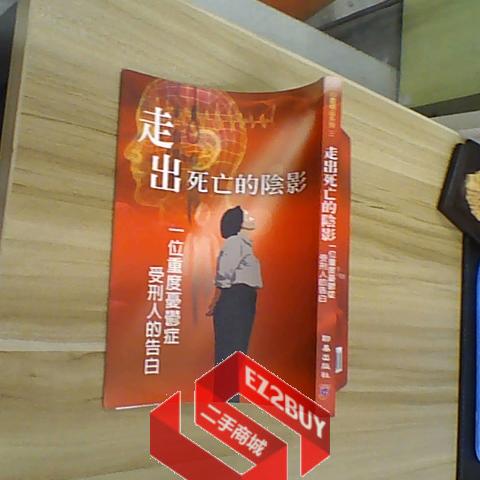 走
出死亡的陰影
一位重度憂鬱症
受刑人的告白
走出死亡的陰影
一位重度憂鬱症
受刑人的告白
EZ2BUY
二手商城